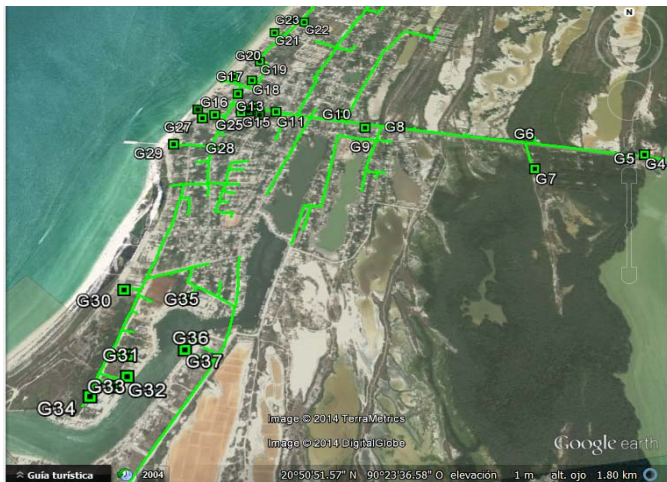 G23
N
G22
G21
G20
G19
G17
G18
G16
G13
G10
G27
G25
G15
G11
G8
G6
G29
G28
G9
G5
G4
G7
G30
G35
G36
G31
G37
G33
G32
G34
Image © 2014 TerraMetrics
Image © 2014 DigitalGlobe
Google earth
Guía turística
2004
20°50'51.57" N 90°23'36.58" O elevación 1 m alt. ojo 1.80 km